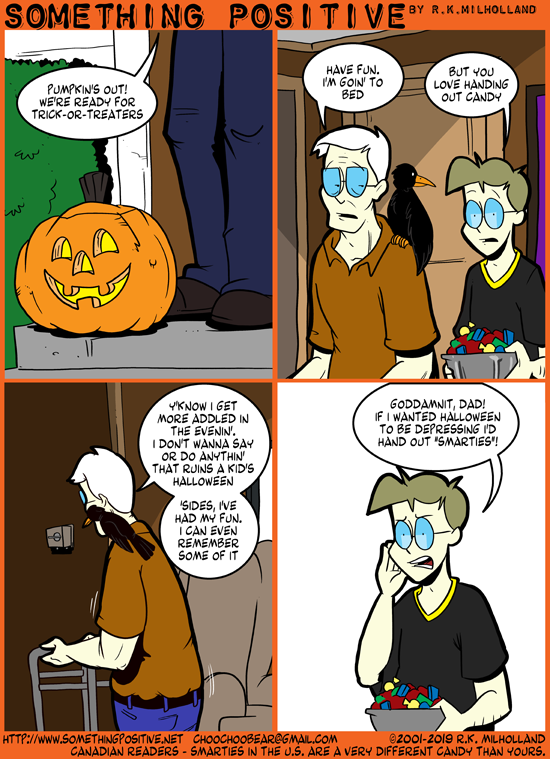 SOMETHING POSITIVE BY R.K.MILHOLLAND
PUMPKIN'S OUT!
WE'RE READY FOR
TRICK-OR-TREATERS
HAVE FUN.
I'M GOIN' TO
BED
BUT YOU
LOVE HANDING
OUT CANDY
Y'KNOW I GET
MORE ADDLED IN
THE EVENIN'.
I DON'T WANNA SAY
OR DO ANYTHIN'
THAT RUINS A KID'S
HALLOWEEN
'SIDES, I'VE
HAD MY FUN.
I CAN EVEN
REMEMBER
SOME OF IT
GODDAMNIT, DAD!
IF I WANTED HALLOWEEN
TO BE DEPRESSING I'D
HAND OUT "SMARTIES"!
HTTP://WWW.SOMETHINGPOSITIVE.NET CHOOCHOOBEAR@GMAIL.COM ©2001-2019 R.K. MILHOLLAND
CANADIAN READERS - SMARTIES IN THE U.S. ARE A VERY DIFFERENT CANDY THAN YOURS.